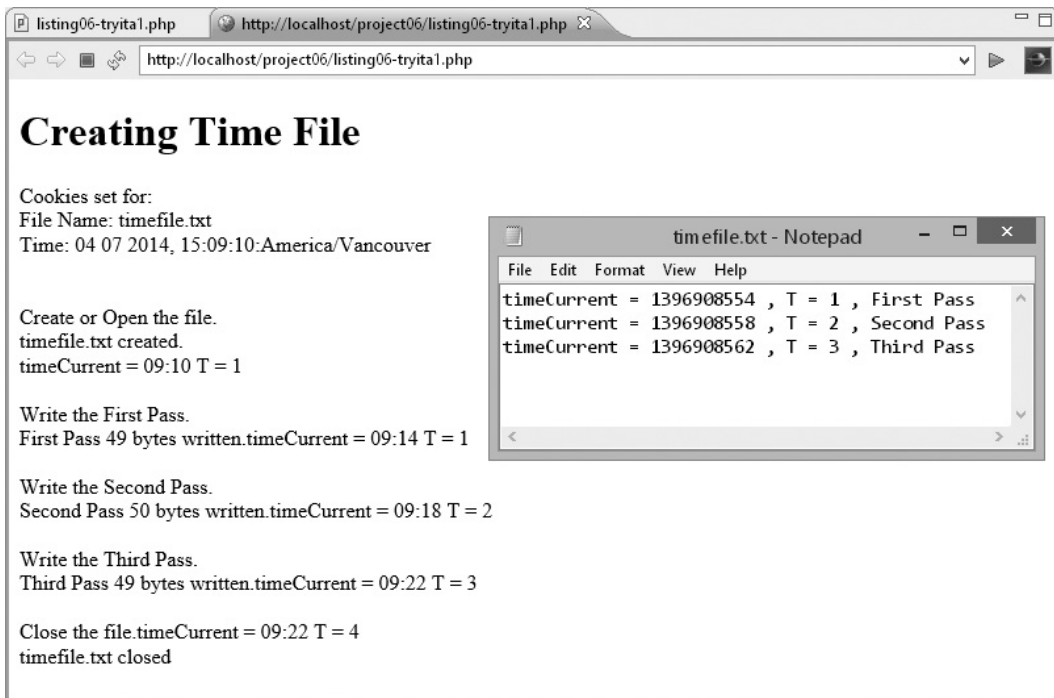 listing06-tryita1.php
http://localhost/project06/listing06-tryita1.php
http://localhost/project06/listing06-tryita1.php
Creating Time File
Cookies set for:
File Name: timefile.txt
Time: 04 07 2014, 15:09:10:America/Vancouver
Create or Open the file.
timefile.txt created.
timeCurrent = 09:10 T = 1
Write the First Pass.
First Pass 49 bytes written.timeCurrent = 09:14 T = 1
Write the Second Pass.
Second Pass 50 bytes written.timeCurrent = 09:18 T = 2
Write the Third Pass.
Third Pass 49 bytes written.timeCurrent = 09:22 T = 3
Close the file.timeCurrent = 09:22 T = 4
timefile.txt closed
timefile.txt - Notepad
File Edit Format View Help
timeCurrent = 1396908554 , T = 1 , First Pass
timeCurrent = 1396908558 , T = 2 , Second Pass
timeCurrent = 1396908562 , T = 3 , Third Pass